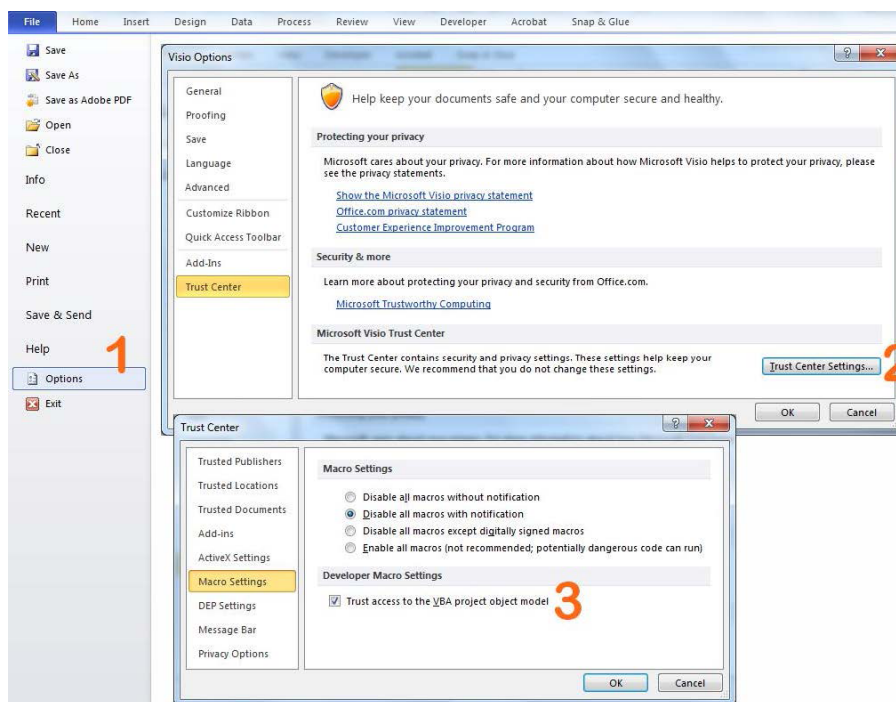 File Home Insert Design Data Process Review View Developer Acrobat Snap & Glue
Save
Save As
Save as Adobe PDF
Open
Close
Info
Recent
New
Print
Save & Send
Help
1
Options
Exit
Visio Options
General
Proofing
Save
Language
Advanced
Customize Ribbon
Quick Access Toolbar
Add-Ins
Trust Center
Help keep your documents safe and your computer secure and healthy.
Protecting your privacy
Microsoft cares about your privacy. For more information about how Microsoft Visio helps to protect your privacy, please
see the privacy statements.
Show the Microsoft Visio privacy statement
Office.com privacy statement
Customer Experience Improvement Program
Security & more
Learn more about protecting your privacy and security from Office.com.
Microsoft Trustworthy Computing
Microsoft Visio Trust Center
The Trust Center contains security and privacy settings. These settings help keep your
computer secure. We recommend that you do not change these settings.
Trust Center Settings...
2
OK Cancel
Trust Center
Trusted Publishers
Trusted Locations
Trusted Documents
Add-ins
ActiveX Settings
Macro Settings
DEP Settings
Message Bar
Privacy Options
Macro Settings
Disable all macros without notification
Disable all macros with notification
Disable all macros except digitally signed macros
Enable all macros (not recommended; potentially dangerous code can run)
Developer Macro Settings
Trust access to the VBA project object model
3
OK Cancel